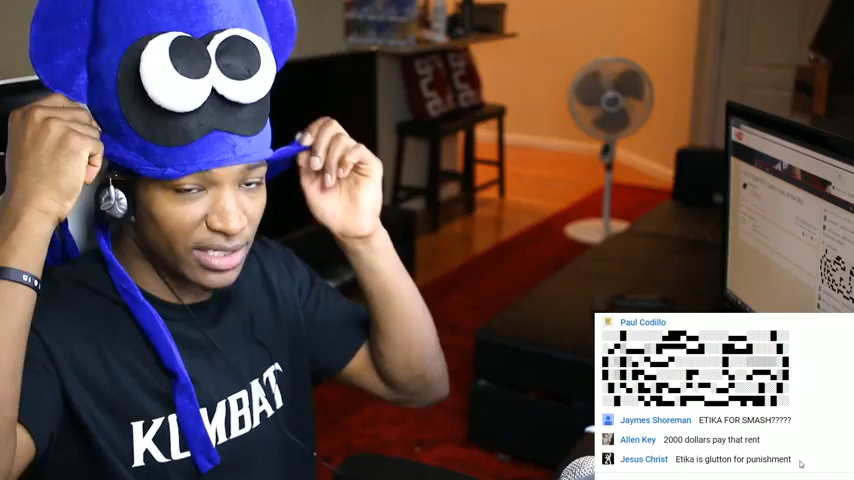 KOMBAT
Paul Codillo
Jaymes Shoreman ETIKA FOR SMASH?????
Allen Key 2000 dollars pay that rent
Jesus Christ Etika is glutton for punishment